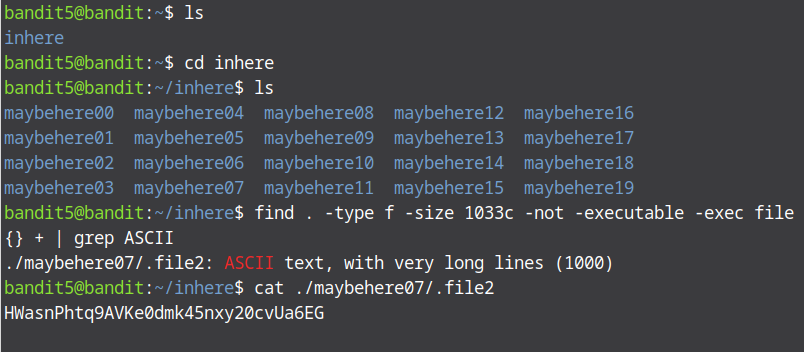 bandit5@bandit:~$ ls
inhere
bandit5@bandit:~$ cd inhere
bandit5@bandit:~/inhere$ ls
maybehere00  maybehere04  maybehere08  maybehere12  maybehere16
maybehere01  maybehere05  maybehere09  maybehere13  maybehere17
maybehere02  maybehere06  maybehere10  maybehere14  maybehere18
maybehere03  maybehere07  maybehere11  maybehere15  maybehere19
bandit5@bandit:~/inhere$ find . -type f -size 1033c -not -executable -exec file
{} + | grep ASCII
./maybehere07/.file2: ASCII text, with very long lines (1000)
bandit5@bandit:~/inhere$ cat ./maybehere07/.file2
HWasnPhtq9AVKe0dmk45nxy20cvUa6EG